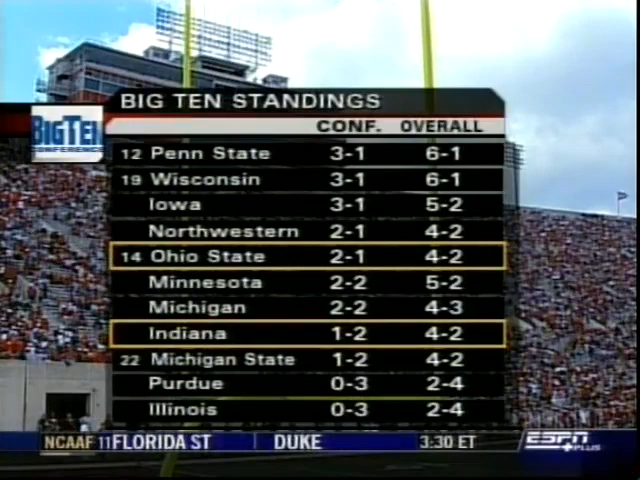 BIG TEN STANDINGS
BIGTEN
CONFERENCE
CONF. OVERALL
12 Penn State 3-1 6-1
19 Wisconsin 3-1 6-1
Iowa 3-1 5-2
Northwestern 2-1 4-2
14 Ohio State 2-1 4-2
Minnesota 2-2 5-2
Michigan 2-2 4-3
Indiana 1-2 4-2
22 Michigan State 1-2 4-2
Purdue 0-3 2-4
Illinois 0-3 2-4
NCAAF 11 FLORIDA ST DUKE 3:30 ET ESPN PLUS